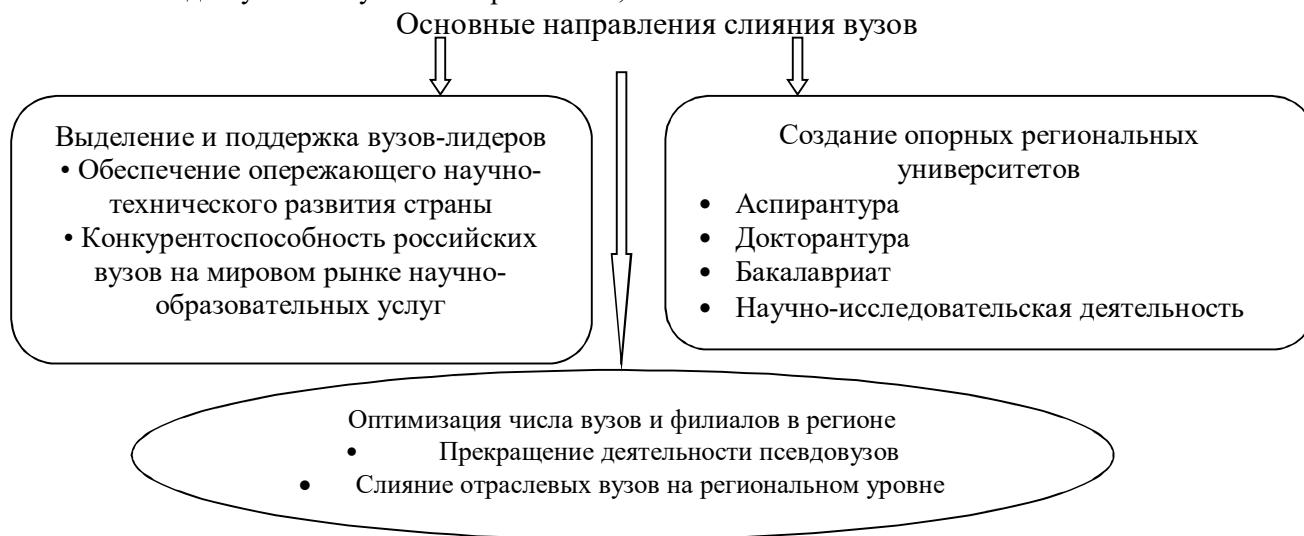 Основные направления слияния вузов
Выделение и поддержка вузов-лидеров
• Обеспечение опережающего научно-
технического развития страны
• Конкурентоспособность российских
вузов на мировом рынке научно-
образовательных услуг
Создание опорных региональных
университетов
• Аспирантура
• Докторантура
• Бакалавриат
• Научно-исследовательская деятельность
Оптимизация числа вузов и филиалов в регионе
• Прекращение деятельности псевдовузов
• Слияние отраслевых вузов на региональном уровне